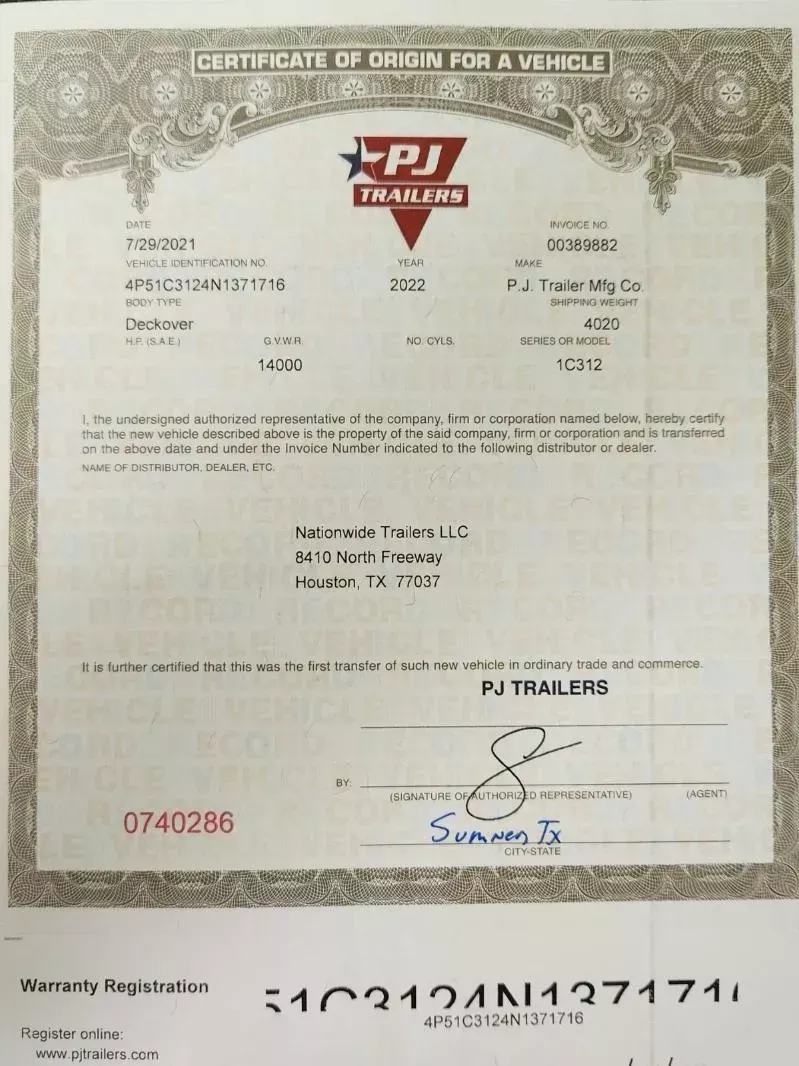 CERTIFICATE OF ORIGIN FOR A VEHICLE
PJ
TRAILERS
DATE INVOICE NO.
7/29/2021 00389882
VEHICLE IDENTIFICATION NO. YEAR MAKE
4P51C3124N1371716 2022 P.J. Trailer Mfg Co.
BODY TYPE SHIPPING WEIGHT
Deckover 4020
H.P. (S.A.E.) G.V.W.R. NO. CYLS. SERIES OR MODEL
14000 1C312
I, the undersigned authorized representative of the company, firm or corporation named below, hereby certify
that the new vehicle described above is the property of the said company, firm or corporation and is transferred
on the above date and under the Invoice Number indicated to the following distributor or dealer.
NAME OF DISTRIBUTOR, DEALER, ETC.
Nationwide Trailers LLC
8410 North Freeway
Houston, TX 77037
It is further certified that this was the first transfer of such new vehicle in ordinary trade and commerce.
PJ TRAILERS
BY:
(SIGNATURE OF AUTHORIZED REPRESENTATIVE) (AGENT)
0740286
Sumner Tx
CITY-STATE
Warranty Registration
51C3124N1371716
4P51C3124N1371716
Register online:
www.pjtrailers.com